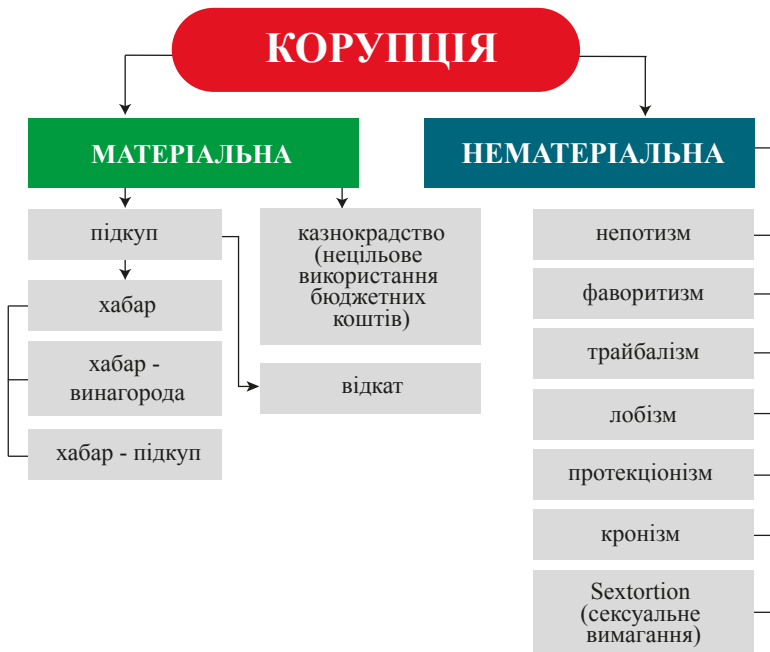 КОРУПЦІЯ
МАТЕРІАЛЬНА
підкуп
хабар
хабар -
винагорода
хабар - підкуп
казнокрадство
(нецільове
використання
бюджетних
коштів)
відкат
НЕМАТЕРІАЛЬНА
непотизм
фаворитизм
трайбалізм
лобізм
протекціонізм
кронізм
Sextortion
(сексуальне
вимагання)